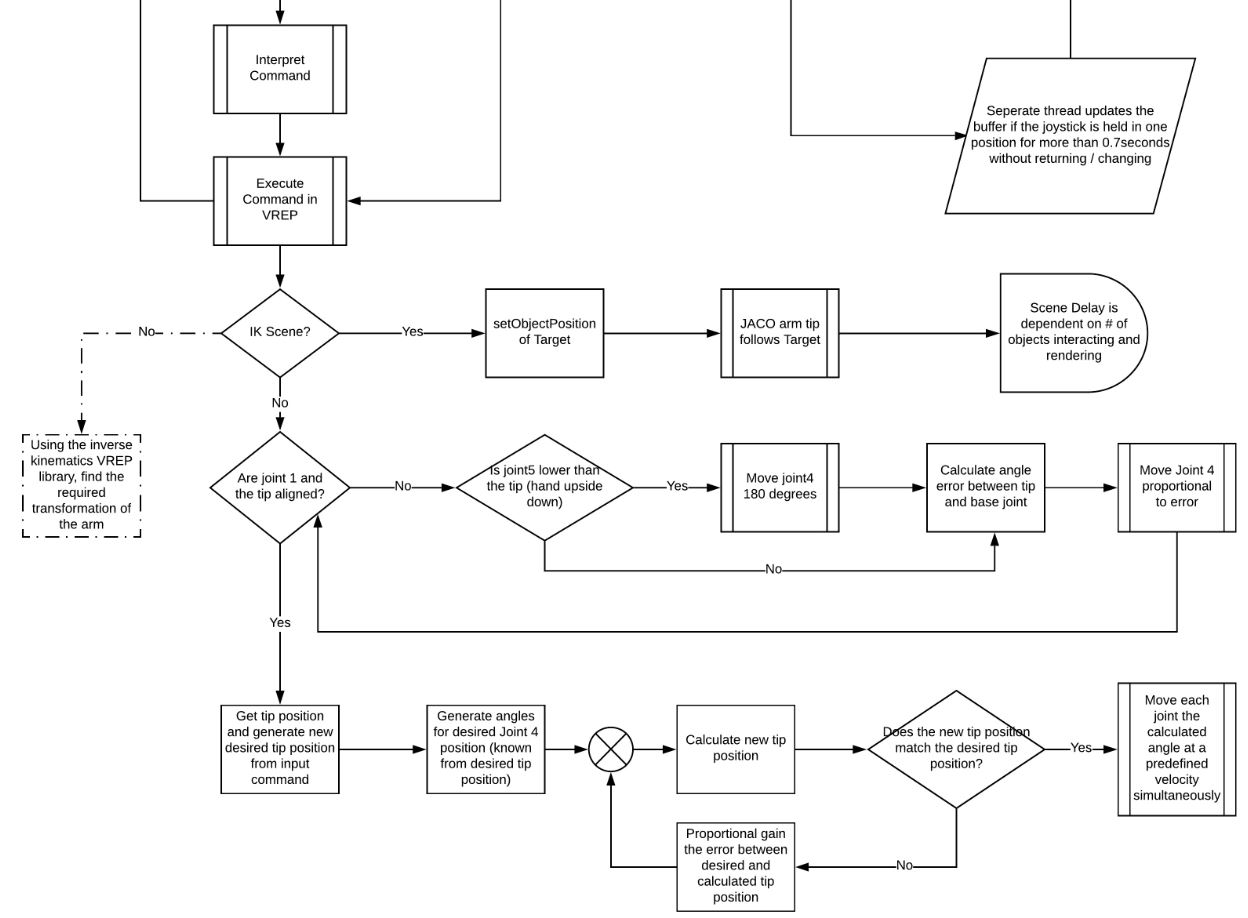 Interpret
Command
Seperate thread updates the
buffer if the joystick is held in one
position for more than 0.7seconds
without returning / changing
Execute
Command in
VREP
IK Scene?
No
Yes
setObjectPosition
of Target
JACO arm tip
follows Target
Scene Delay is
dependent on # of
objects interacting and
rendering
No
Using the inverse
kinematics VREP
library, find the
required
transformation of
the arm
Are joint 1 and
the tip aligned?
No
Is joint5 lower than
the tip (hand upside
down)
Yes
Move joint4
180 degrees
Calculate angle
error between tip
and base joint
Move Joint 4
proportional
to error
No
Yes
Get tip position
and generate new
desired tip position
from input
command
Generate angles
for desired Joint 4
position (known
from desired tip
position)
Calculate new tip
position
Does the new tip position
match the desired tip
position?
Yes
Move each
joint the
calculated
angle at a
predefined
velocity
simultaneously
No
Proportional gain
the error between
desired and
calculated tip
position